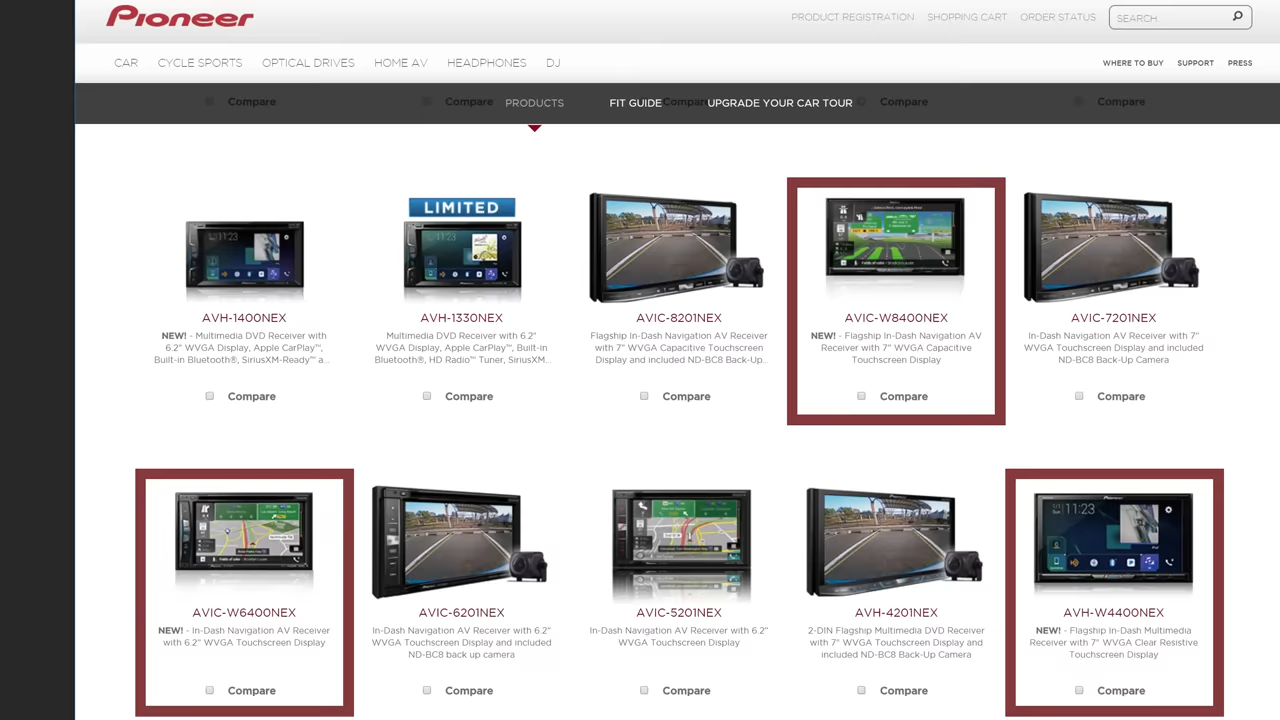 Pioneer
PRODUCT REGISTRATION SHOPPING CART ORDER STATUS SEARCH
CAR CYCLE SPORTS OPTICAL DRIVES HOME AV HEADPHONES DJ
WHERE TO BUY SUPPORT PRESS
Compare Compare Compare Compare Compare
PRODUCTS FIT GUIDE UPGRADE YOUR CAR TOUR
LIMITED
AVH-1400NEX
NEW! - Multimedia DVD Receiver with
6.2" WVGA Display, Apple CarPlay™,
Built-in Bluetooth®, SiriusXM-Ready™ a...
Compare
AVH-1330NEX
Multimedia DVD Receiver with 6.2"
WVGA Display, Apple CarPlay™, Built-in
Bluetooth®, HD Radio™ Tuner, SiriusXM...
Compare
AVIC-8201NEX
Flagship In-Dash Navigation AV Receiver
with 7" WVGA Capacitive Touchscreen
Display and included ND-BC8 Back-Up...
Compare
AVIC-W8400NEX
NEW! - Flagship In-Dash Navigation AV
Receiver with 7" WVGA Capacitive
Touchscreen Display
Compare
AVIC-7201NEX
In-Dash Navigation AV Receiver with 7"
WVGA Touchscreen Display and included
ND-BC8 Back-Up Camera
Compare
AVIC-W6400NEX
NEW! - In-Dash Navigation AV Receiver
with 6.2" WVGA Touchscreen Display
Compare
AVIC-6201NEX
In-Dash Navigation AV Receiver with 6.2"
WVGA Touchscreen Display and included
ND-BC8 back up camera
Compare
AVIC-5201NEX
In-Dash Navigation AV Receiver with 6.2"
WVGA Touchscreen Display
Compare
AVH-4201NEX
2-DIN Flagship Multimedia DVD Receiver
with 7" WVGA Touchscreen Display and
included ND-BC8 Back-Up Camera
Compare
11:23
AVH-W4400NEX
NEW! - Flagship In-Dash Multimedia
Receiver with 7" WVGA Clear Resistive
Touchscreen Display
Compare